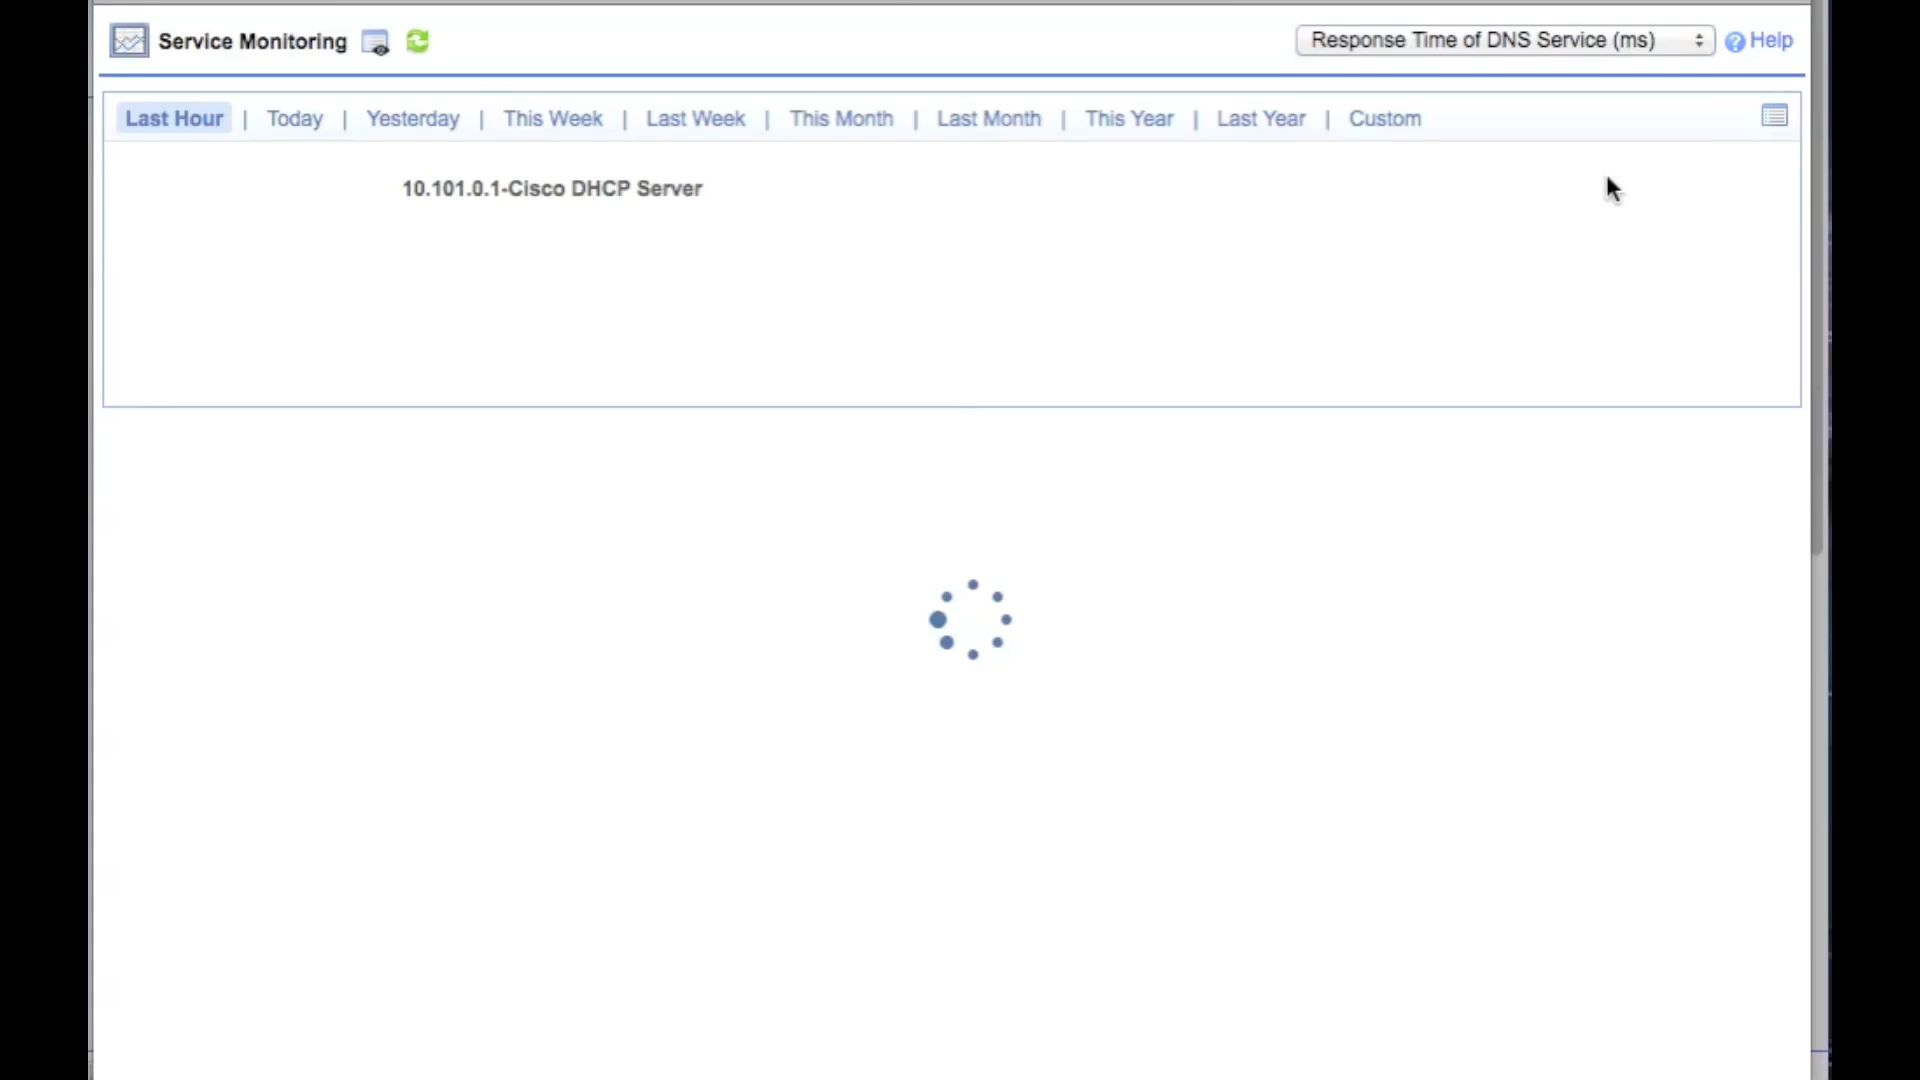 Service Monitoring
Response Time of DNS Service (ms)
Help
Last Hour | Today | Yesterday | This Week | Last Week | This Month | Last Month | This Year | Last Year | Custom
10.101.0.1-Cisco DHCP Server